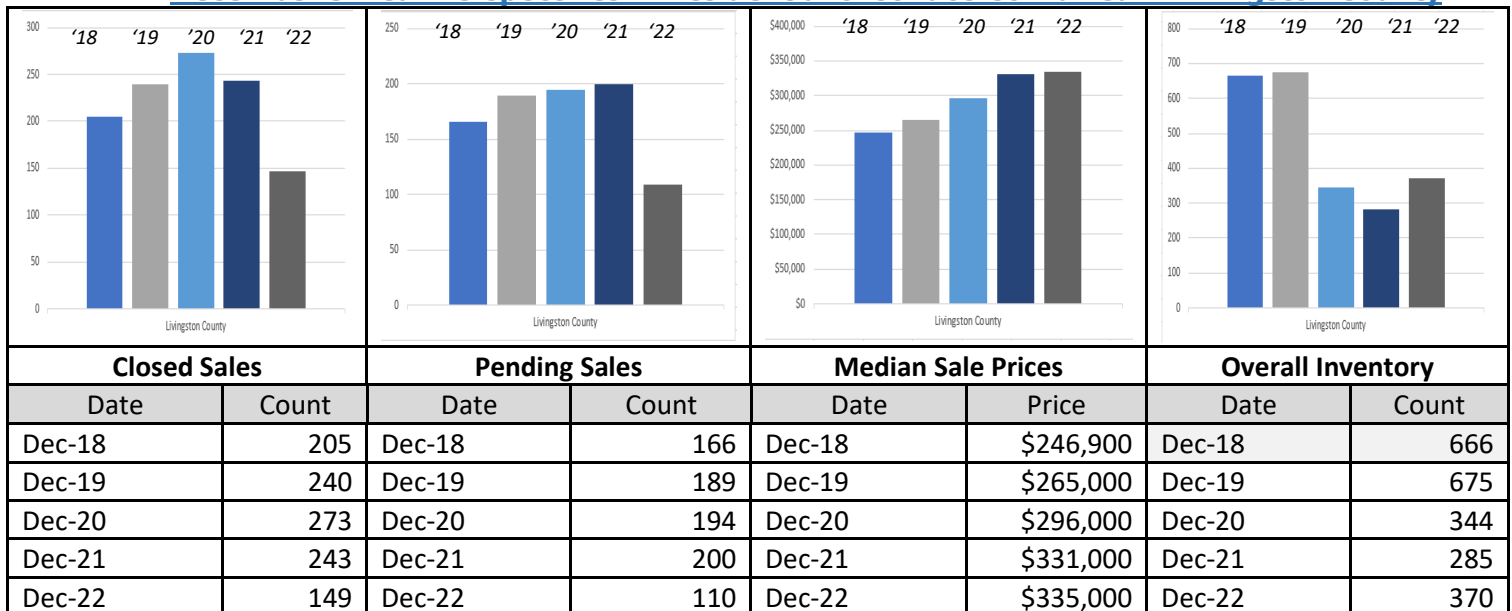 300
‘18 ‘19 ’20 ‘21 ‘22
250
200
150
100
50
0
Livingston County
250
‘18 ‘19 ’20 ‘21 ‘22
200
150
100
50
0
Livingston County
$400,000
‘18 ‘19 ’20 ‘21 ‘22
$350,000
$300,000
$250,000
$200,000
$150,000
$100,000
$50,000
$0
Livingston County
800
‘18 ‘19 ’20 ‘21 ‘22
700
600
500
400
300
200
100
0
Livingston County
Closed Sales Pending Sales Median Sale Prices Overall Inventory
Date Count Date Count Date Price Date Count
Dec-18 205 Dec-18 166 Dec-18 $246,900 Dec-18 666
Dec-19 240 Dec-19 189 Dec-19 $265,000 Dec-19 675
Dec-20 273 Dec-20 194 Dec-20 $296,000 Dec-20 344
Dec-21 243 Dec-21 200 Dec-21 $331,000 Dec-21 285
Dec-22 149 Dec-22 110 Dec-22 $335,000 Dec-22 370